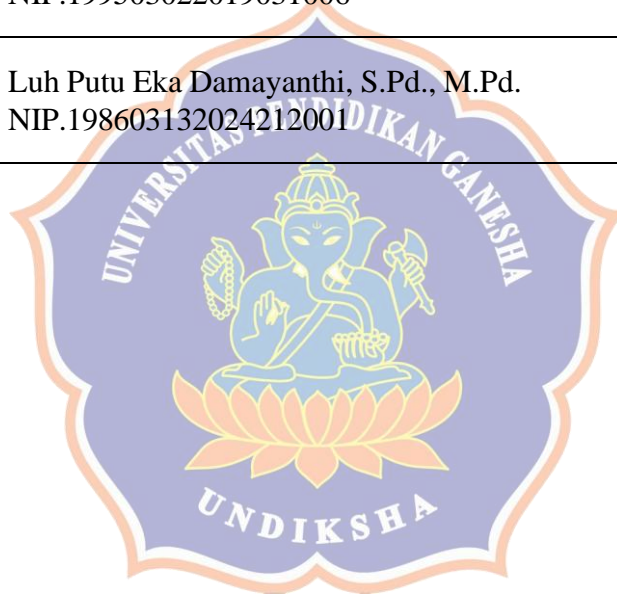 Luh Putu Eka Damayanthi, S.Pd., M.Pd.
NIP.198603132024212001
UNIVERSITAS PENDIDIKAN GANESHA
UNDIKSHA